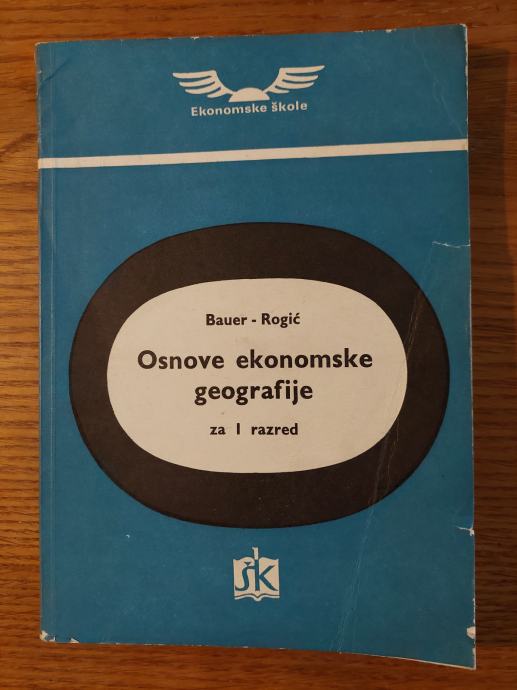 Ekonomske škole
Bauer - Rogić
Osnove ekonomske
geografije
za I razred
ŠK